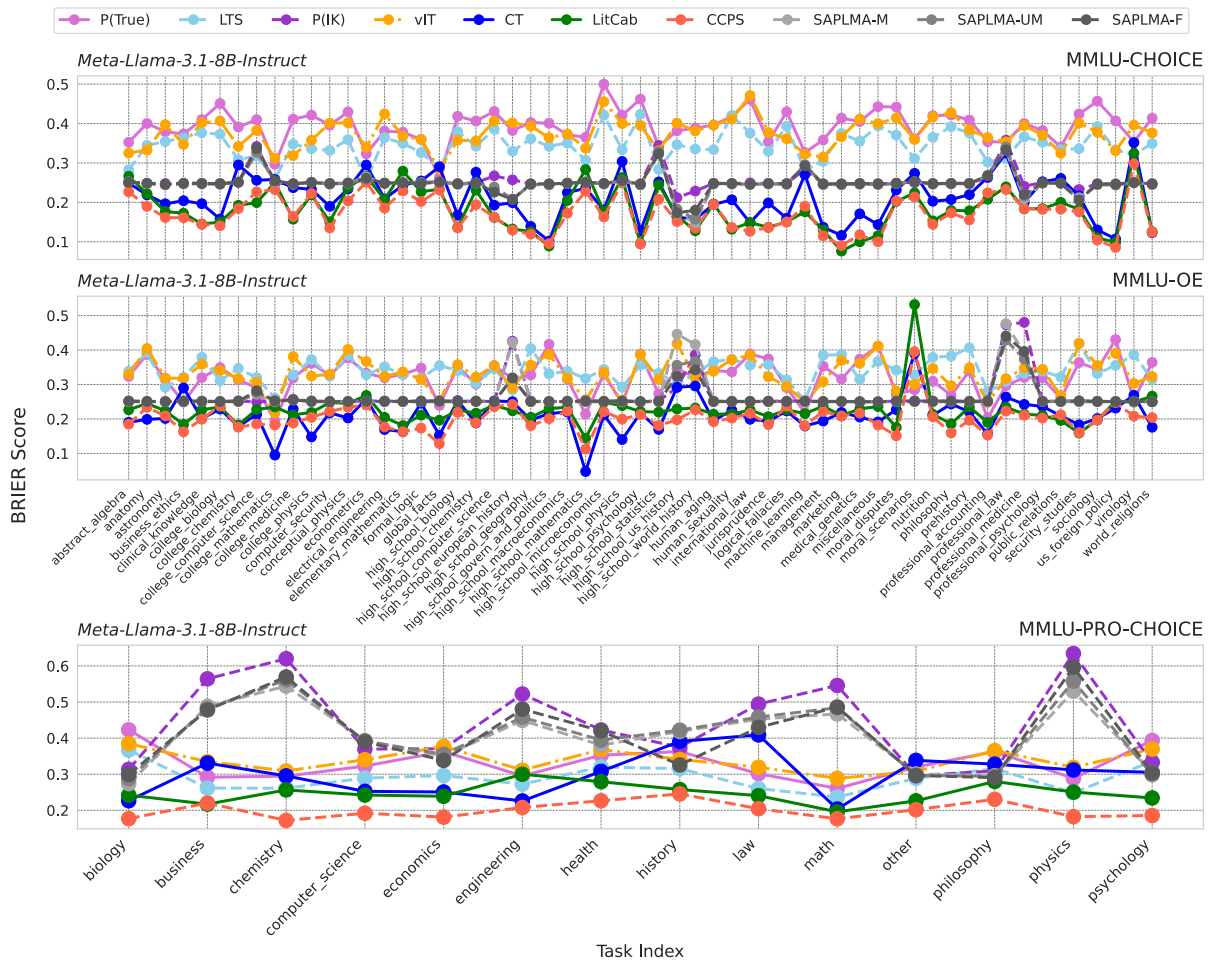 P(True) LTS P(IK) vIT CT LitCab CCPS SAPLMA-M SAPLMA-UM SAPLMA-F
Meta-Llama-3.1-8B-Instruct MMLU-CHOICE
0.5
0.4
0.3
0.2
0.1
Meta-Llama-3.1-8B-Instruct MMLU-OE
0.5
0.4
0.3
0.2
0.1
BRIER Score
abstract_algebra
anatomy
astronomy
business_ethics
clinical_knowledge
college_biology
college_chemistry
college_computer_science
college_mathematics
college_medicine
college_physics
computer_security
conceptual_physics
econometrics
electrical_engineering
elementary_mathematics
formal_logic
global_facts
high_school_biology
high_school_chemistry
high_school_computer_science
high_school_european_history
high_school_geography
high_school_govern_and_politics
high_school_macroeconomics
high_school_mathematics
high_school_microeconomics
high_school_physics
high_school_psychology
high_school_statistics
high_school_us_history
high_school_world_history
human_aging
human_sexuality
international_law
jurisprudence
logical_fallacies
machine_learning
management
marketing
medical_genetics
miscellaneous
moral_disputes
moral_scenarios
nutrition
philosophy
prehistory
professional_accounting
professional_law
professional_medicine
professional_psychology
public_relations
security_studies
sociology
us_foreign_policy
virology
world_religions
Meta-Llama-3.1-8B-Instruct MMLU-PRO-CHOICE
0.6
0.5
0.4
0.3
0.2
biology
business
chemistry
computer_science
economics
engineering
health
history
law
math
other
philosophy
physics
psychology
Task Index